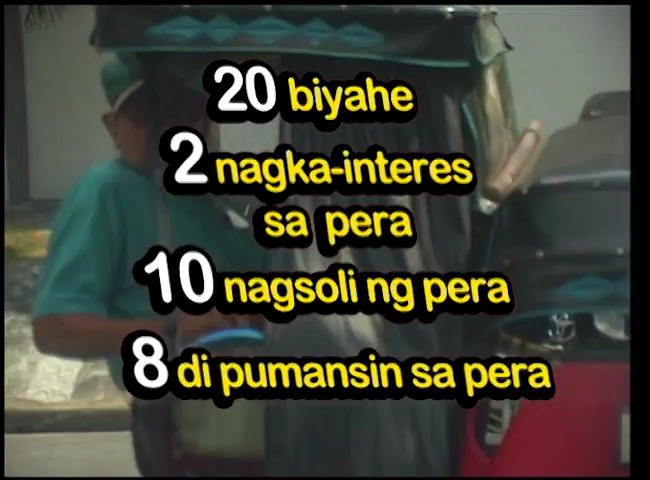 20 biyahe
2 nagka-interes
sa pera
10 nagsoli ng pera
8 di pumansin sa pera